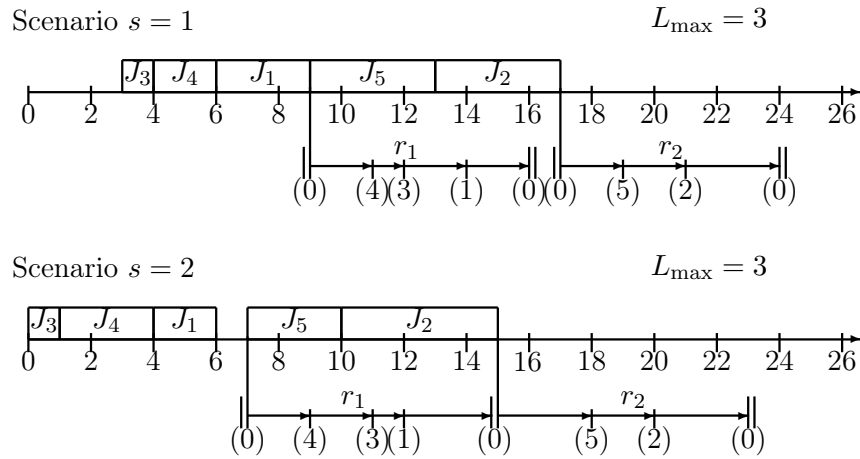 Scenario s = 1 L_max = 3
J_3 J_4 J_1 J_5 J_2
0 2 4 6 8 10 12 14 16 18 20 22 24 26
r_1 r_2
(0) (4) (3) (1) (0) (0) (5) (2) (0)
Scenario s = 2 L_max = 3
J_3 J_4 J_1 J_5 J_2
0 2 4 6 8 10 12 14 16 18 20 22 24 26
r_1 r_2
(0) (4) (3) (1) (0) (5) (2) (0)